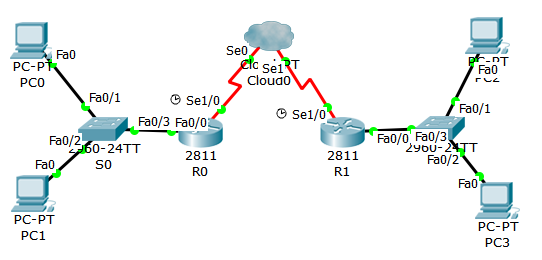 Fa0
PC-PT
PC0
Fa0/1
Fa0/2
Fa0/3
Fa0
PC-PT
PC1
2960-24TT
S0
Fa0/0
Se1/0
2811
R0
Se0
Se1
Cloud0
Se1/0
2811
R1
Fa0/0
Fa0/3
2960-24TT
Fa0/1
Fa0/2
Fa0
PC-PT
Fa0
PC-PT
PC3